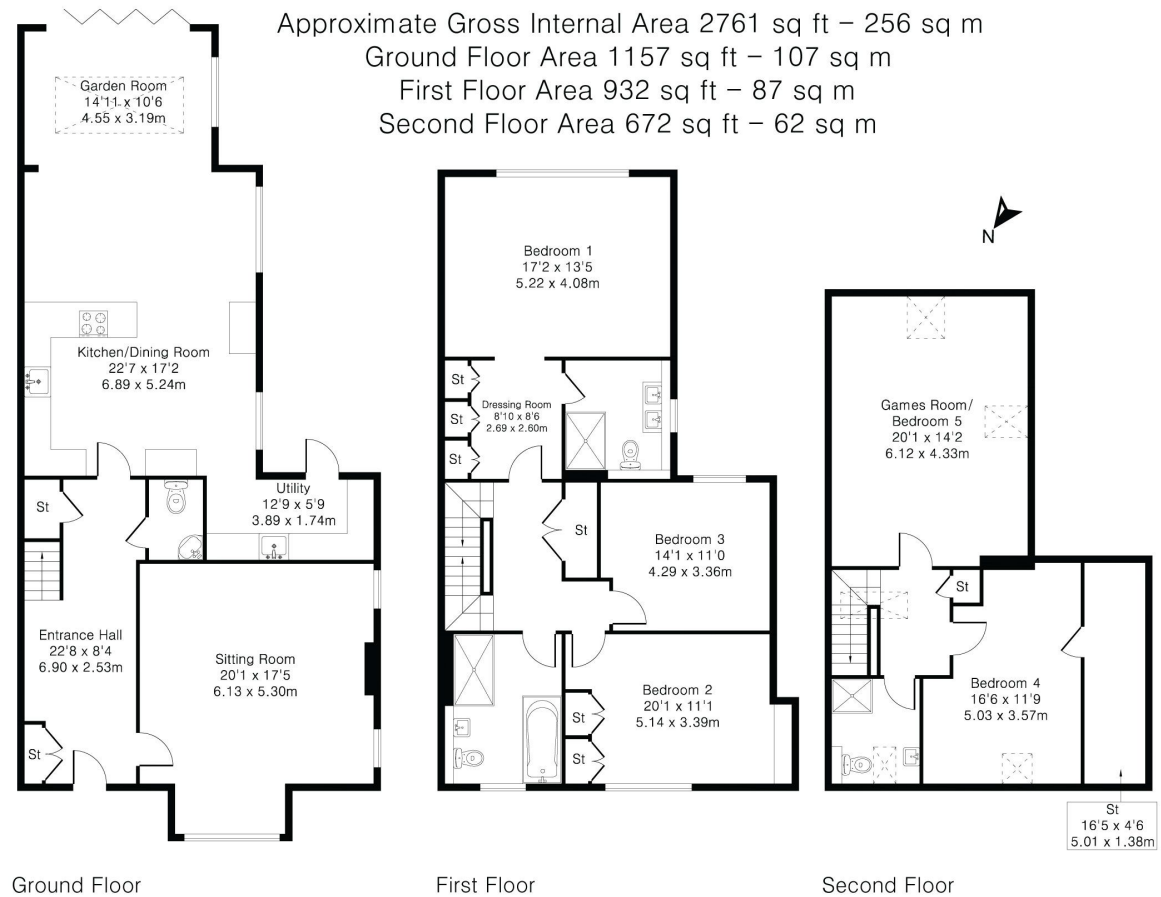 Approximate Gross Internal Area 2761 sq ft – 256 sq m
Ground Floor Area 1157 sq ft – 107 sq m
First Floor Area 932 sq ft – 87 sq m
Second Floor Area 672 sq ft – 62 sq m
Garden Room
14'11 x 10'6
4.55 x 3.19m
Kitchen/Dining Room
22'7 x 17'2
6.89 x 5.24m
St
Utility
12'9 x 5'9
3.89 x 1.74m
Entrance Hall
22'8 x 8'4
6.90 x 2.53m
Sitting Room
20'1 x 17'5
6.13 x 5.30m
St
Ground Floor
Bedroom 1
17'2 x 13'5
5.22 x 4.08m
St
St
St
Dressing Room
8'10 x 8'6
2.69 x 2.60m
St
Bedroom 3
14'1 x 11'0
4.29 x 3.36m
Bedroom 2
20'1 x 11'1
5.14 x 3.39m
St
St
First Floor
N
Games Room/
Bedroom 5
20'1 x 14'2
6.12 x 4.33m
St
Bedroom 4
16'6 x 11'9
5.03 x 3.57m
St
16'5 x 4'6
5.01 x 1.38m
Second Floor